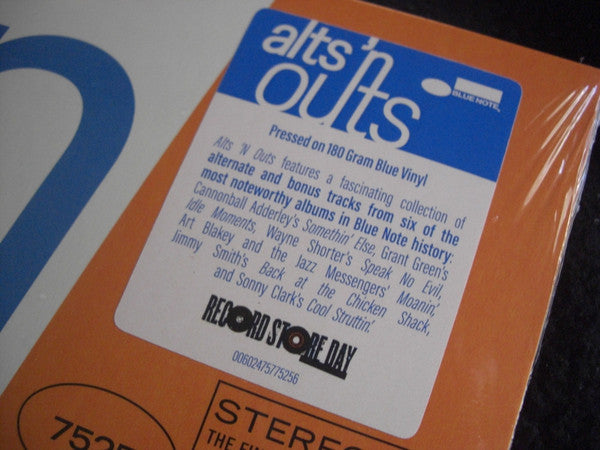 alts 'n
outs
BLUE NOTE
Pressed on 180 Gram Blue Vinyl
Alts 'N Outs features a fascinating collection of
alternate and bonus tracks from six of the
most noteworthy albums in Blue Note history:
Cannonball Adderley's Somethin' Else, Grant Green's
Idle Moments, Wayne Shorter's Speak No Evil,
Art Blakey and the Jazz Messengers' Moanin',
Jimmy Smith's Back at the Chicken Shack,
and Sonny Clark's Cool Struttin'.
RECORD STORE DAY
00602475775256
STEREO
THE